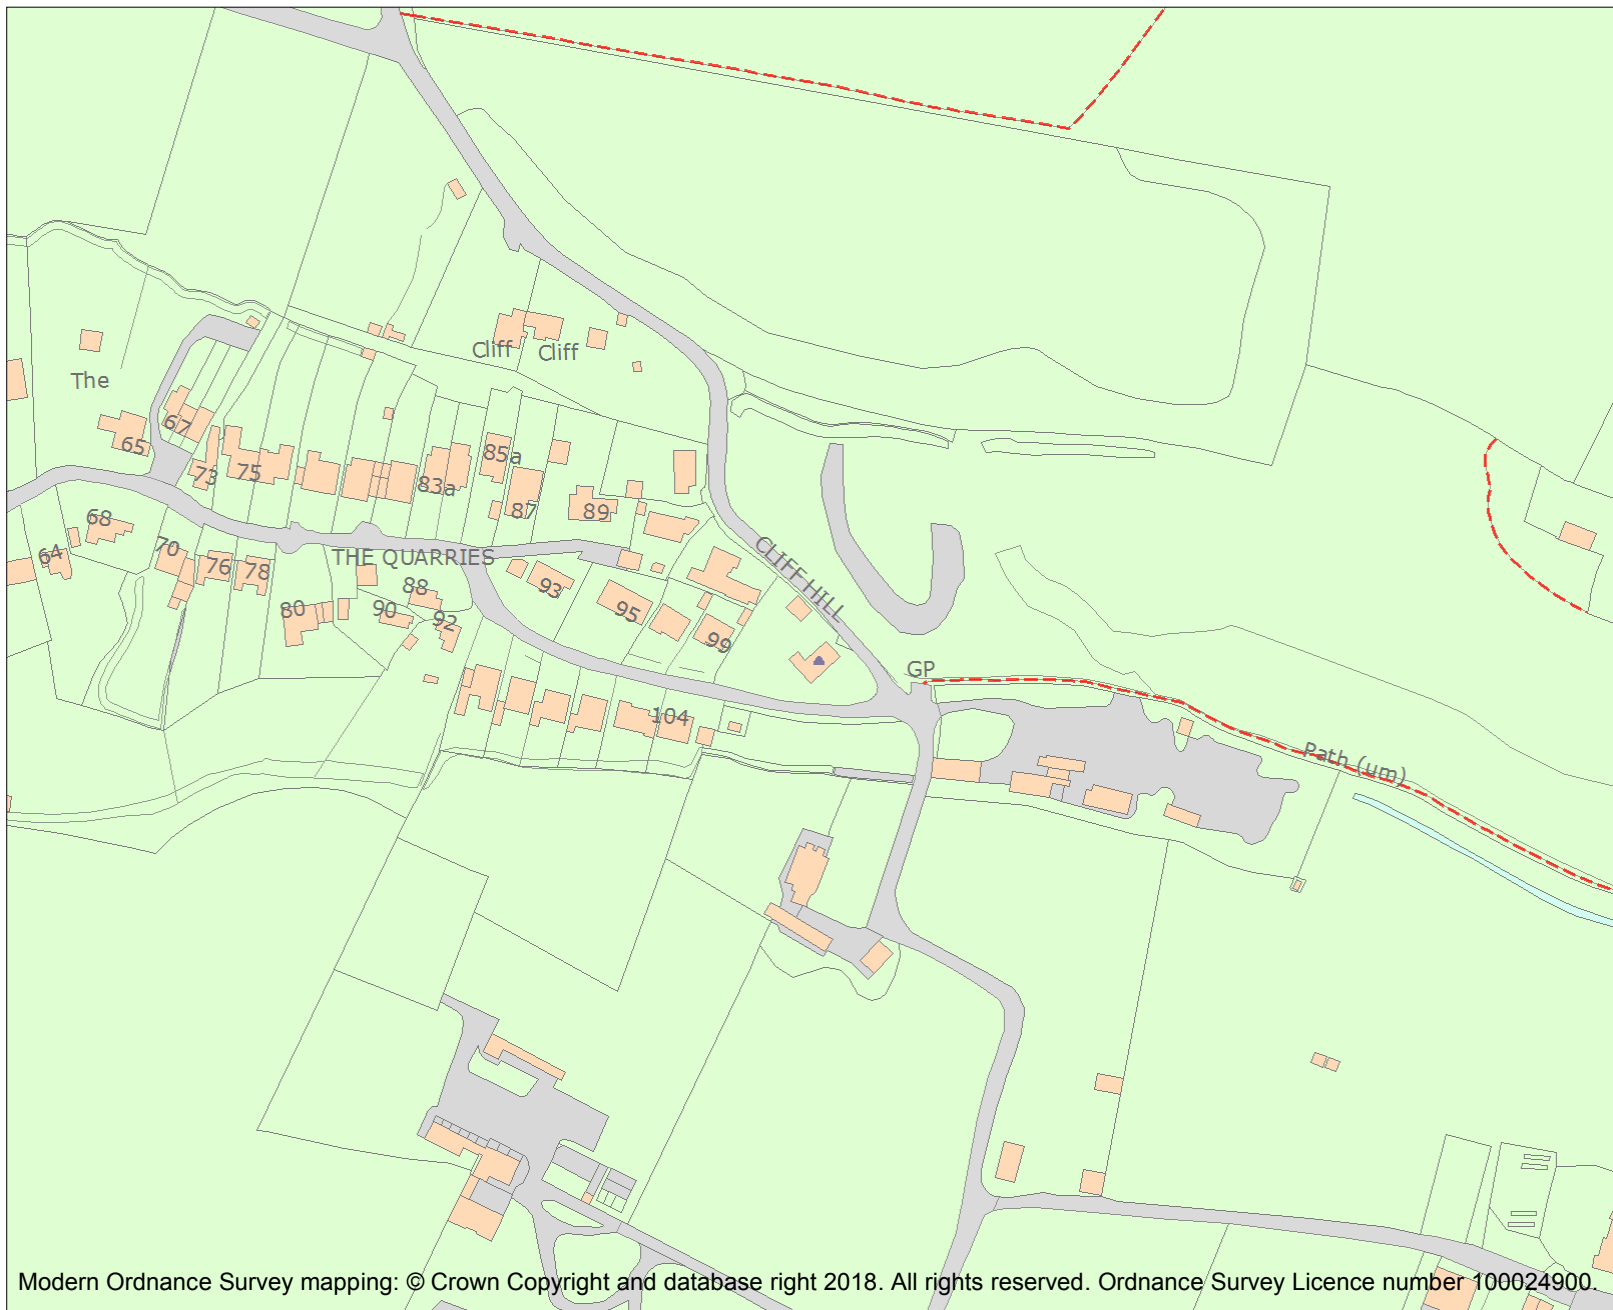 Cliff
Cliff
The
67
65
85a
73
75
83a
87
89
68
CLIFF HILL
64
70
THE QUARRIES
76
78
88
93
80
90
92
95
99
GP
104
Path (um)
Modern Ordnance Survey mapping: © Crown Copyright and database right 2018. All rights reserved. Ordnance Survey Licence number 100024900.